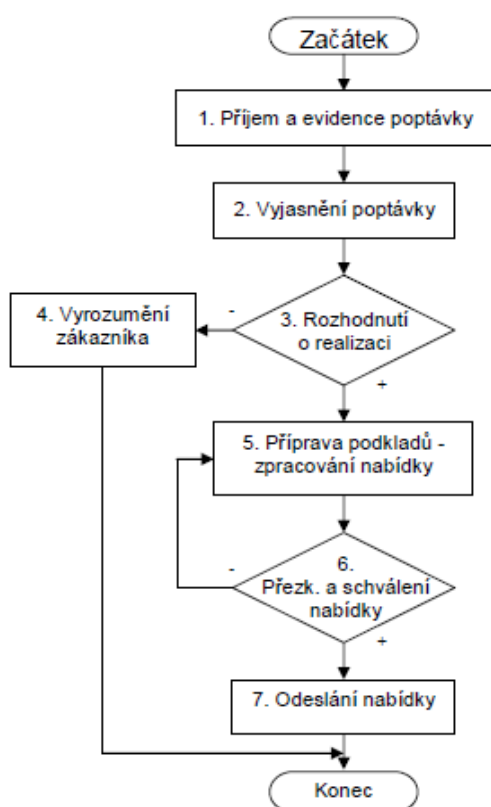 Začátek
1. Příjem a evidence poptávky
2. Vyjasnění poptávky
3. Rozhodnutí
o realizaci
-
+
4. Vyrozumění
zákazníka
5. Příprava podkladů -
zpracování nabídky
6.
Přezk. a schválení
nabídky
-
+
7. Odeslání nabídky
Konec